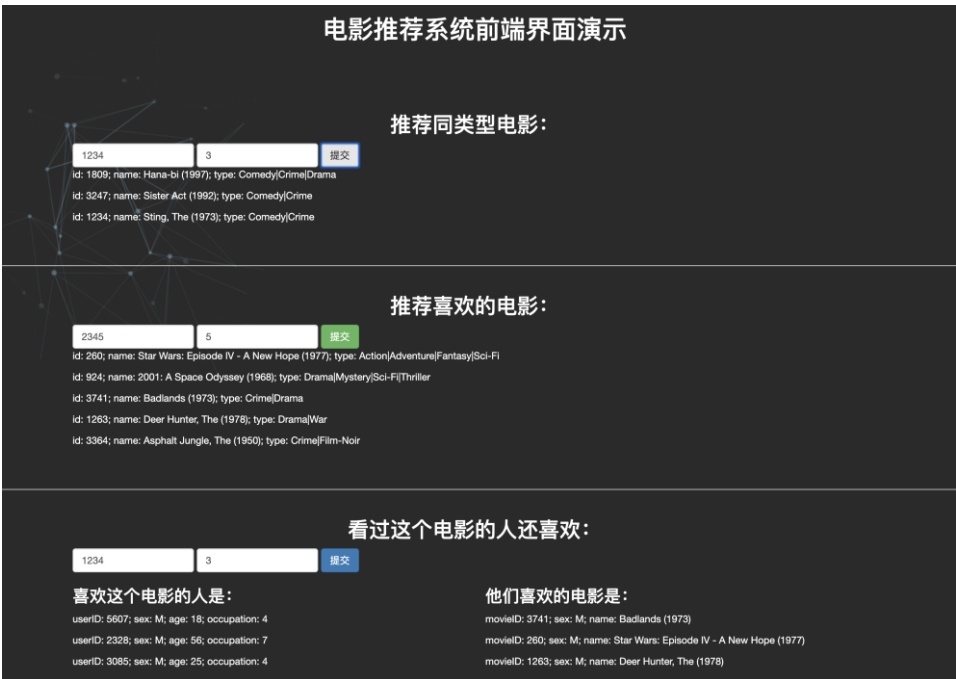 电影推荐系统前端界面演示
推荐同类型电影：
1234 3 提交
id: 1809; name: Hana-bi (1997); type: Comedy|Crime|Drama
id: 3247; name: Sister Act (1992); type: Comedy|Crime
id: 1234; name: Sting, The (1973); type: Comedy|Crime
推荐喜欢的电影：
2345 5 提交
id: 260; name: Star Wars: Episode IV - A New Hope (1977); type: Action|Adventure|Fantasy|Sci-Fi
id: 924; name: 2001: A Space Odyssey (1968); type: Drama|Mystery|Sci-Fi|Thriller
id: 3741; name: Badlands (1973); type: Crime|Drama
id: 1263; name: Deer Hunter, The (1978); type: Drama|War
id: 3364; name: Asphalt Jungle, The (1950); type: Crime|Film-Noir
看过这个电影的人还喜欢：
1234 3 提交
喜欢这个电影的人是：
userID: 5607; sex: M; age: 18; occupation: 4
userID: 2328; sex: M; age: 56; occupation: 7
userID: 3085; sex: M; age: 25; occupation: 4
他们喜欢的电影是：
movieID: 3741; sex: M; name: Badlands (1973)
movieID: 260; sex: M; name: Star Wars: Episode IV - A New Hope (1977)
movieID: 1263; sex: M; name: Deer Hunter, The (1978)